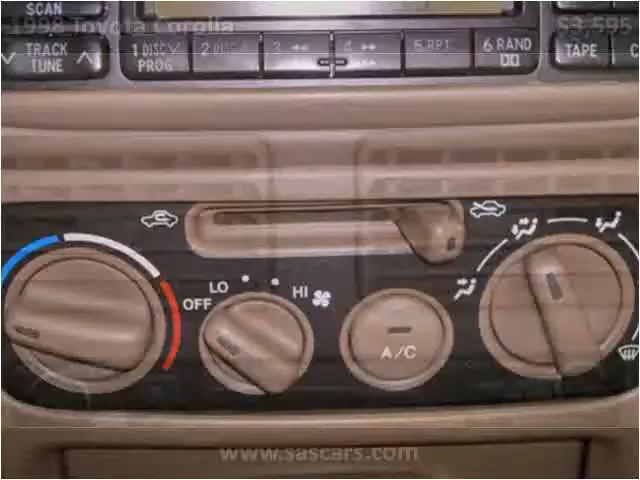 1998 Toyota Corolla $3,595
SCAN
TRACK TUNE
1 DISC PROG
2 DISC
3
4
5 RPT
6 RAND
TAPE
LO HI
OFF
A/C
www.sascars.com